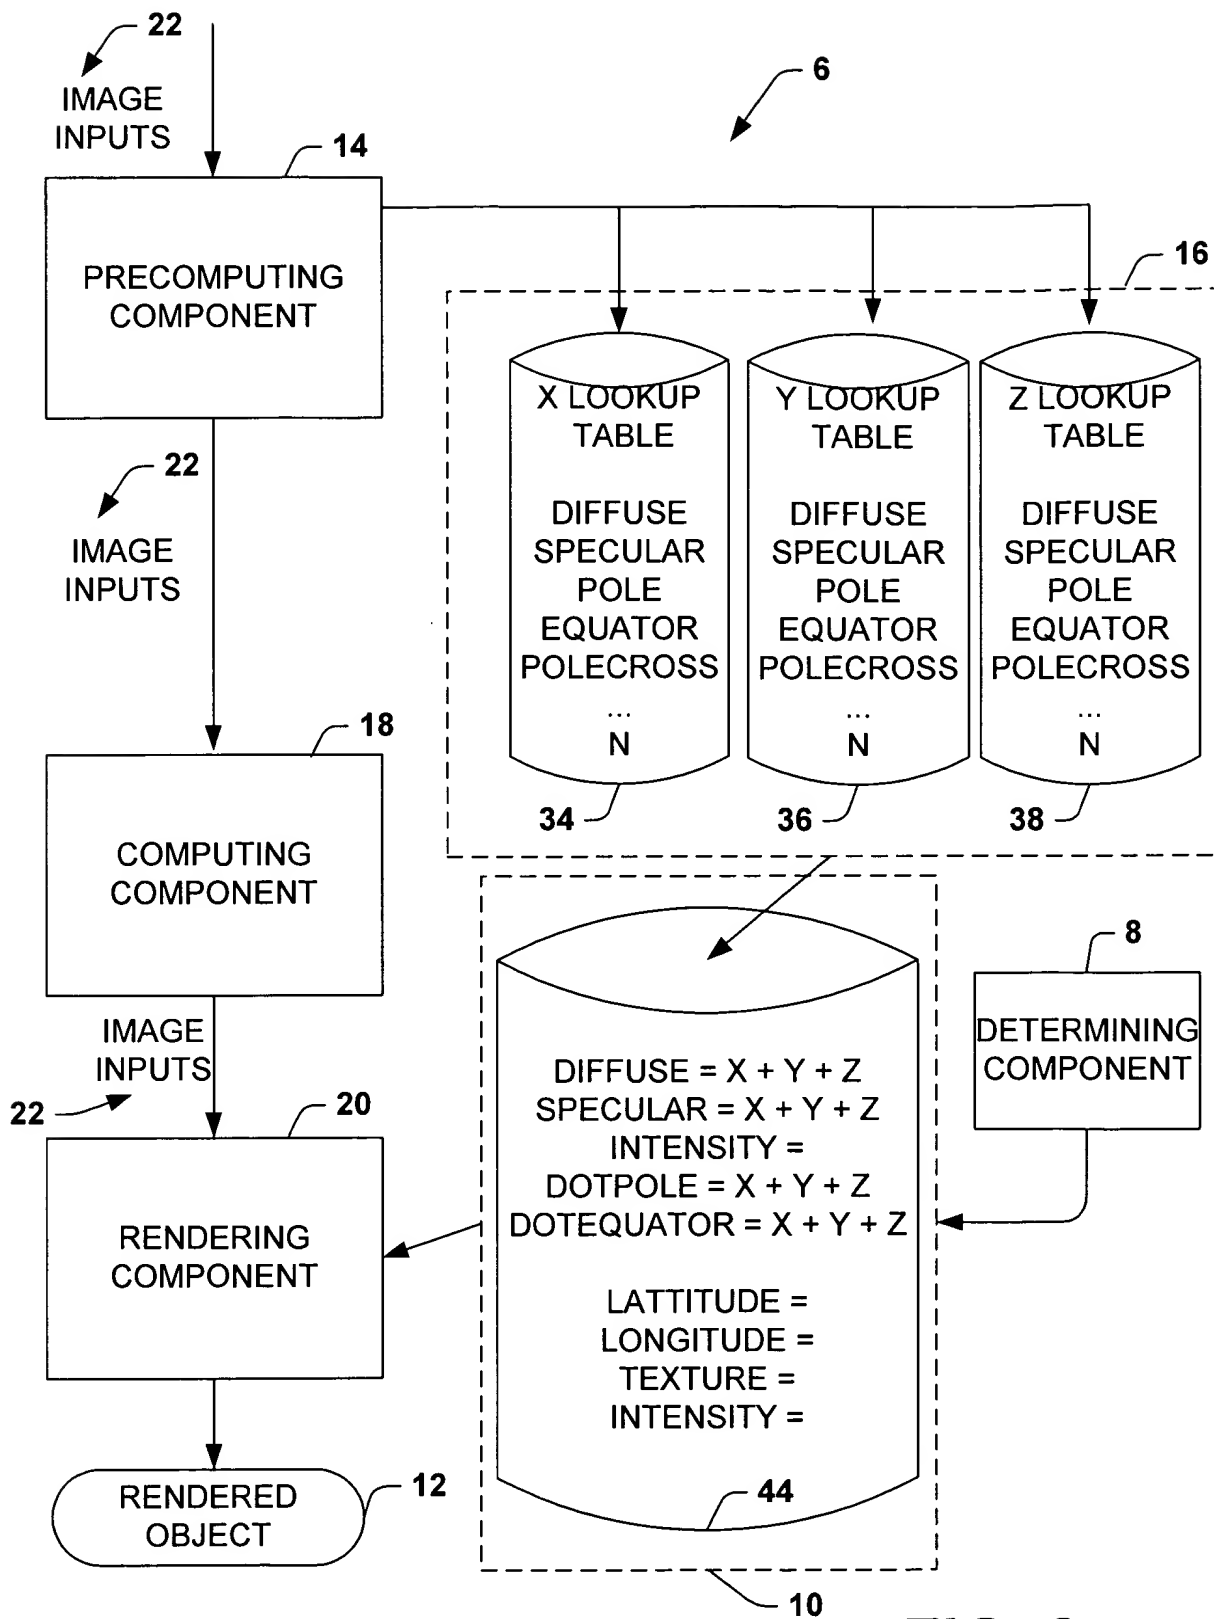 22
6
IMAGE
INPUTS
14
PRECOMPUTING
COMPONENT
16
X LOOKUP
TABLE
DIFFUSE
SPECULAR
POLE
EQUATOR
POLECROSS
...
N
34
Y LOOKUP
TABLE
DIFFUSE
SPECULAR
POLE
EQUATOR
POLECROSS
...
N
36
Z LOOKUP
TABLE
DIFFUSE
SPECULAR
POLE
EQUATOR
POLECROSS
...
N
38
22
IMAGE
INPUTS
18
COMPUTING
COMPONENT
IMAGE
INPUTS
22
20
RENDERING
COMPONENT
DIFFUSE = X + Y + Z
SPECULAR = X + Y + Z
INTENSITY =
DOTPOLE = X + Y + Z
DOTEQUATOR = X + Y + Z
LATTITUDE =
LONGITUDE =
TEXTURE =
INTENSITY =
44
10
8
DETERMINING
COMPONENT
RENDERED
OBJECT
12